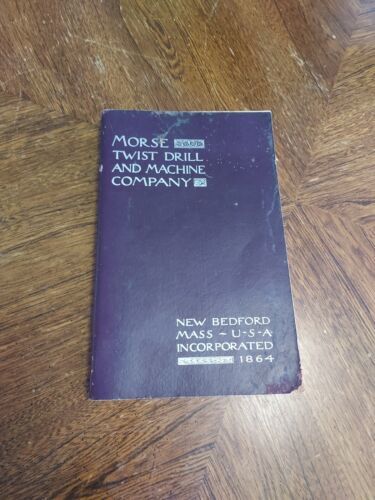 MORSE
TWIST DRILL
AND MACHINE
COMPANY
NEW BEDFORD
MASS ~ U-S-A
INCORPORATED
1864